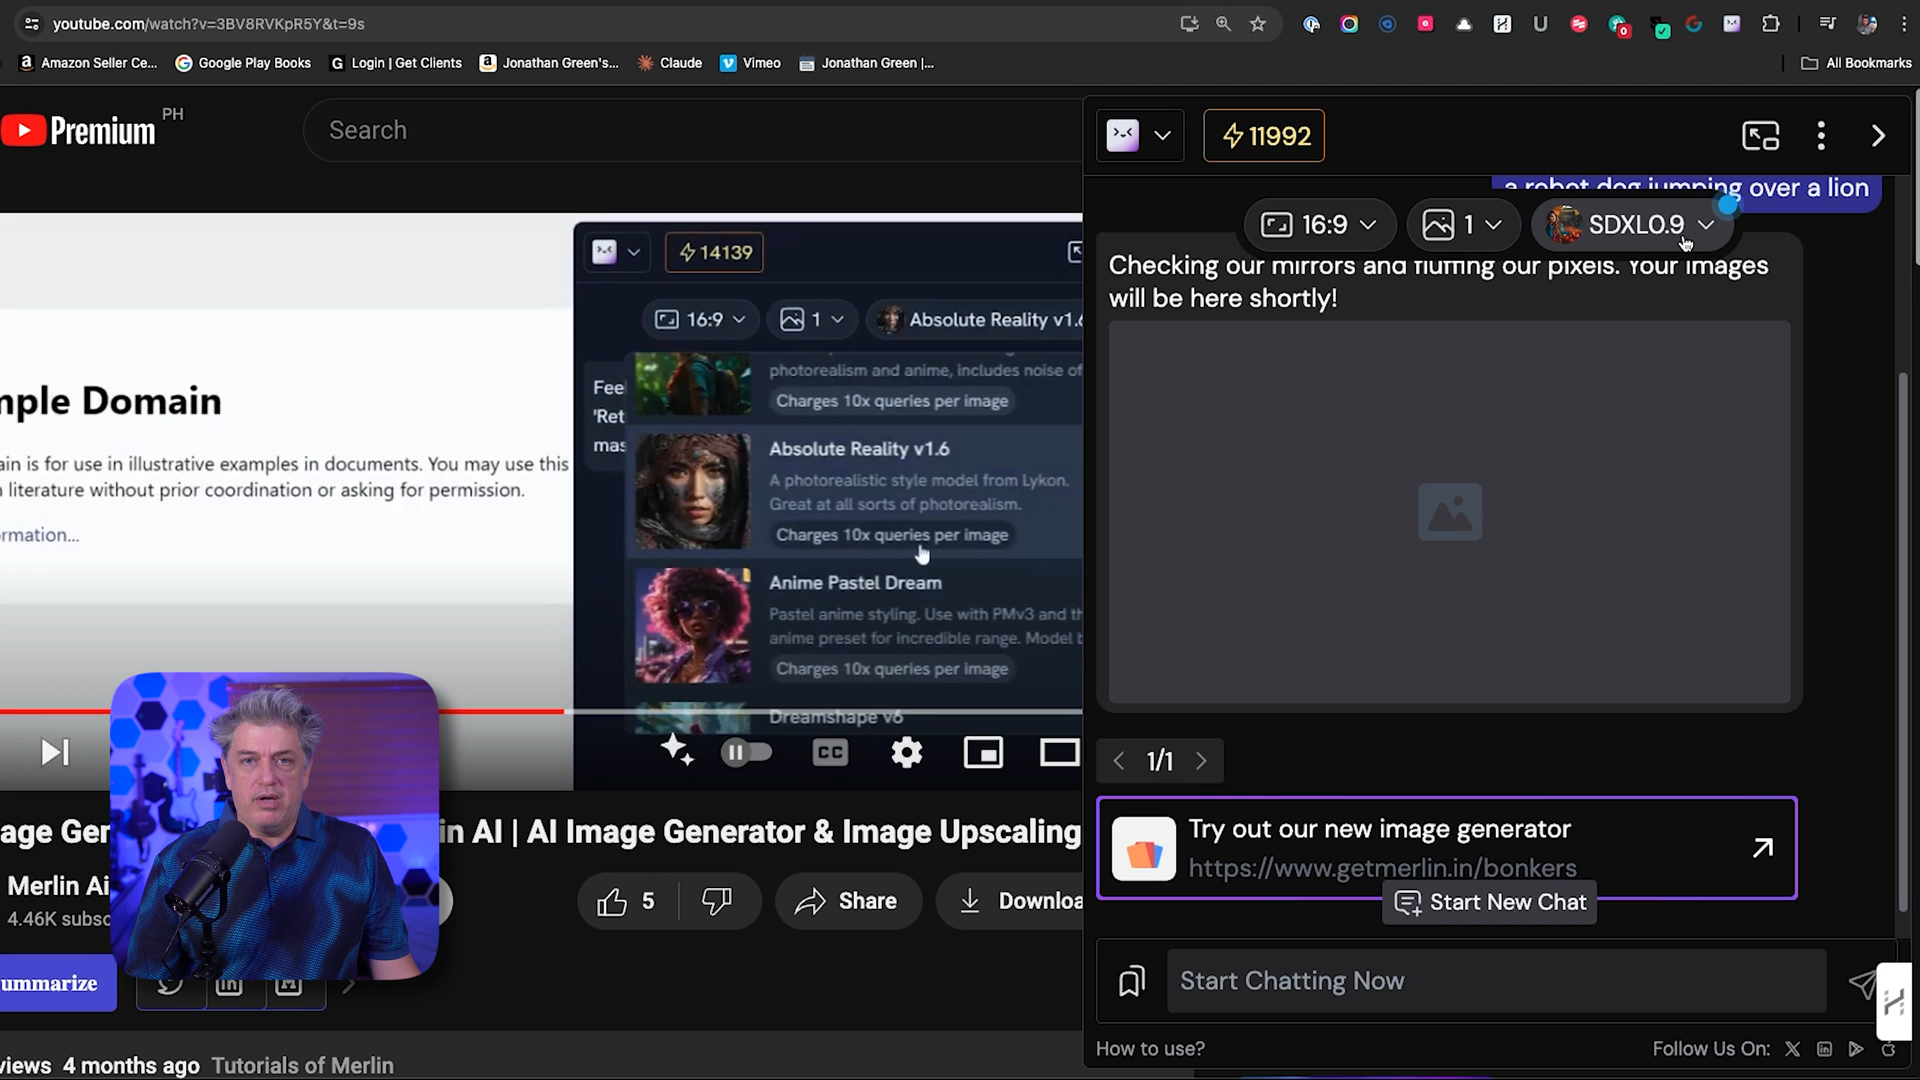 youtube.com/watch?v=3BV8RVKpR5Y&t=9s
Amazon Seller Ce...
Google Play Books
Login | Get Clients
Jonathan Green's...
Claude
Vimeo
Jonathan Green |...
All Bookmarks
Premium PH
Search
14139
16:9
1
Absolute Reality v1.6
photorealism and anime, includes noise of
Charges 10x queries per image
Feel
'Ret
mas
Absolute Reality v1.6
A photorealistic style model from Lykon.
Great at all sorts of photorealism.
Charges 10x queries per image
Anime Pastel Dream
Pastel anime styling. Use with PMv3 and th
anime preset for incredible range. Model b
Charges 10x queries per image
Dreamshape v6
mple Domain
ain is for use in illustrative examples in documents. You may use this
n literature without prior coordination or asking for permission.
ormation...
CC
age Ger
in AI | AI Image Generator & Image Upscaling
Merlin Ai
4.46K subsc
5
Share
Downloa
ummarize
views 4 months ago Tutorials of Merlin
11992
a robot dog jumping over a lion
16:9
1
SDXL0.9
Checking our mirrors and fluffing our pixels. Your images
will be here shortly!
1/1
Try out our new image generator
https://www.getmerlin.in/bonkers
Start New Chat
Start Chatting Now
How to use?
Follow Us On: